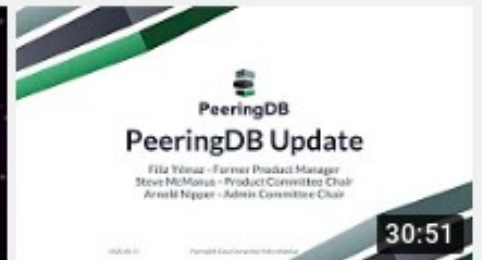 PeeringDB
PeeringDB Update
Filiz Yilmaz - Former Product Manager
Steve McManus - Product Committee Chair
Arnold Nipper - Admin Committee Chair
30:51